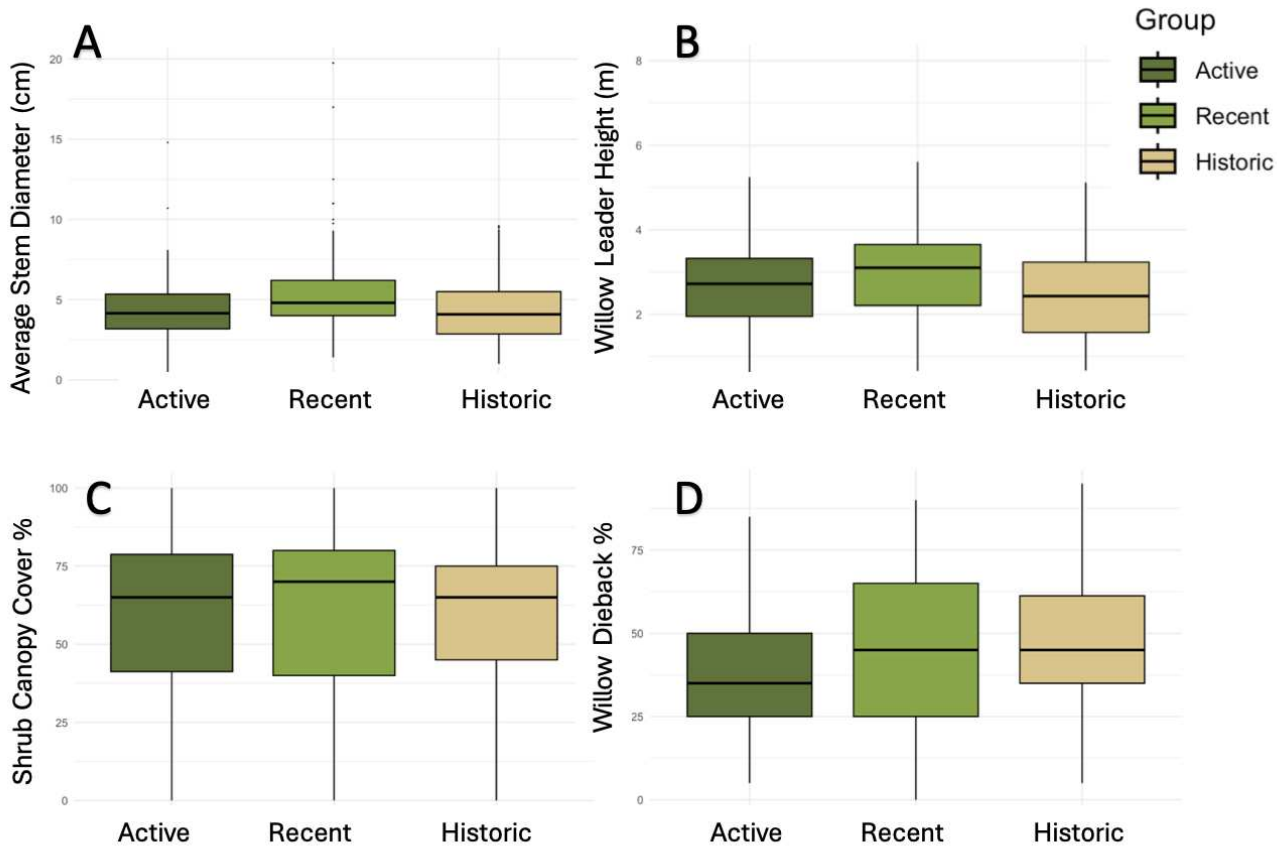 A
Average Stem Diameter (cm)
20
15
10
5
0
Active Recent Historic
B
Willow Leader Height (m)
8
6
4
2
Active Recent Historic
Group
Active
Recent
Historic
C
Shrub Canopy Cover %
100
75
50
25
0
Active Recent Historic
D
Willow Dieback %
75
50
25
0
Active Recent Historic